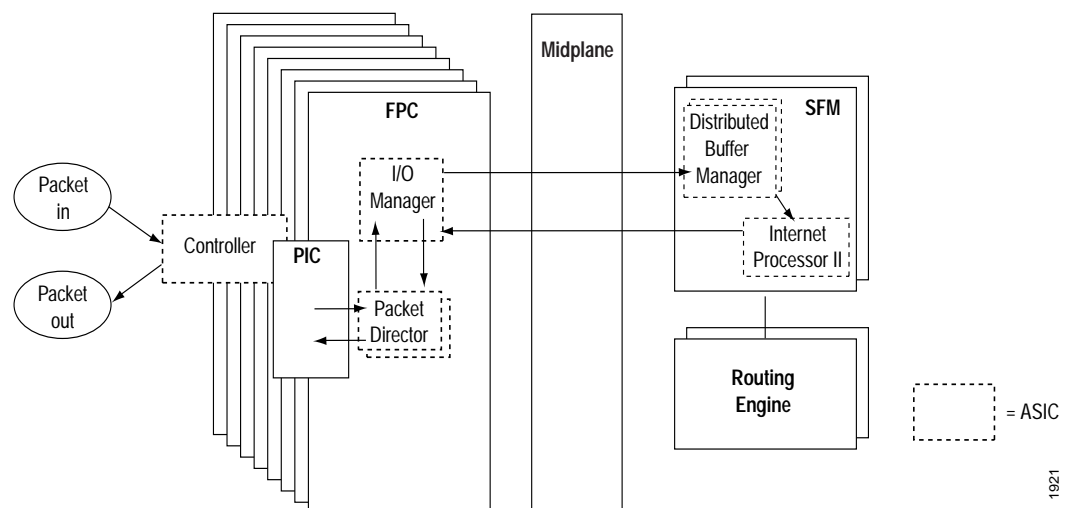 Midplane
FPC
SFM
Distributed
Buffer
Manager
I/O
Manager
Packet
in
Controller
PIC
Internet
Processor II
Packet
out
Packet
Director
Routing
Engine
= ASIC
1921